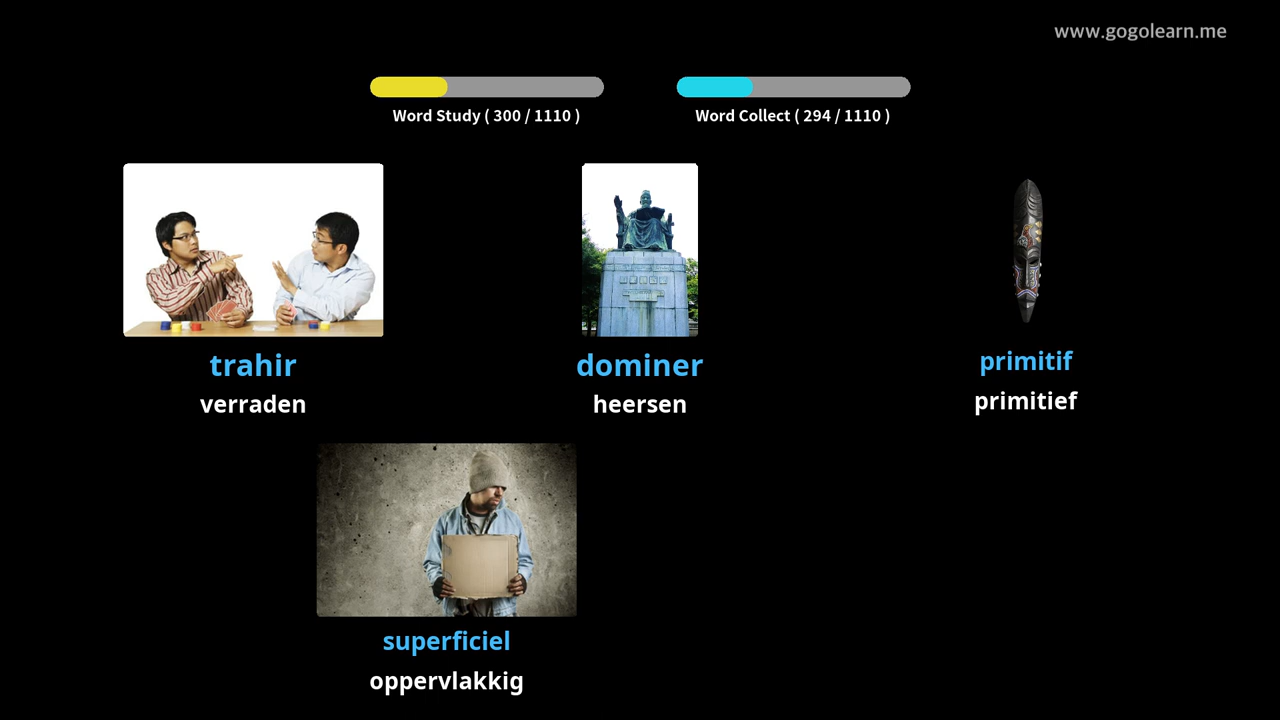 www.gogolearn.me
Word Study ( 300 / 1110 )
Word Collect ( 294 / 1110 )
trahir
dominer
primitif
verraden
heersen
primitief
superficiel
oppervlakkig